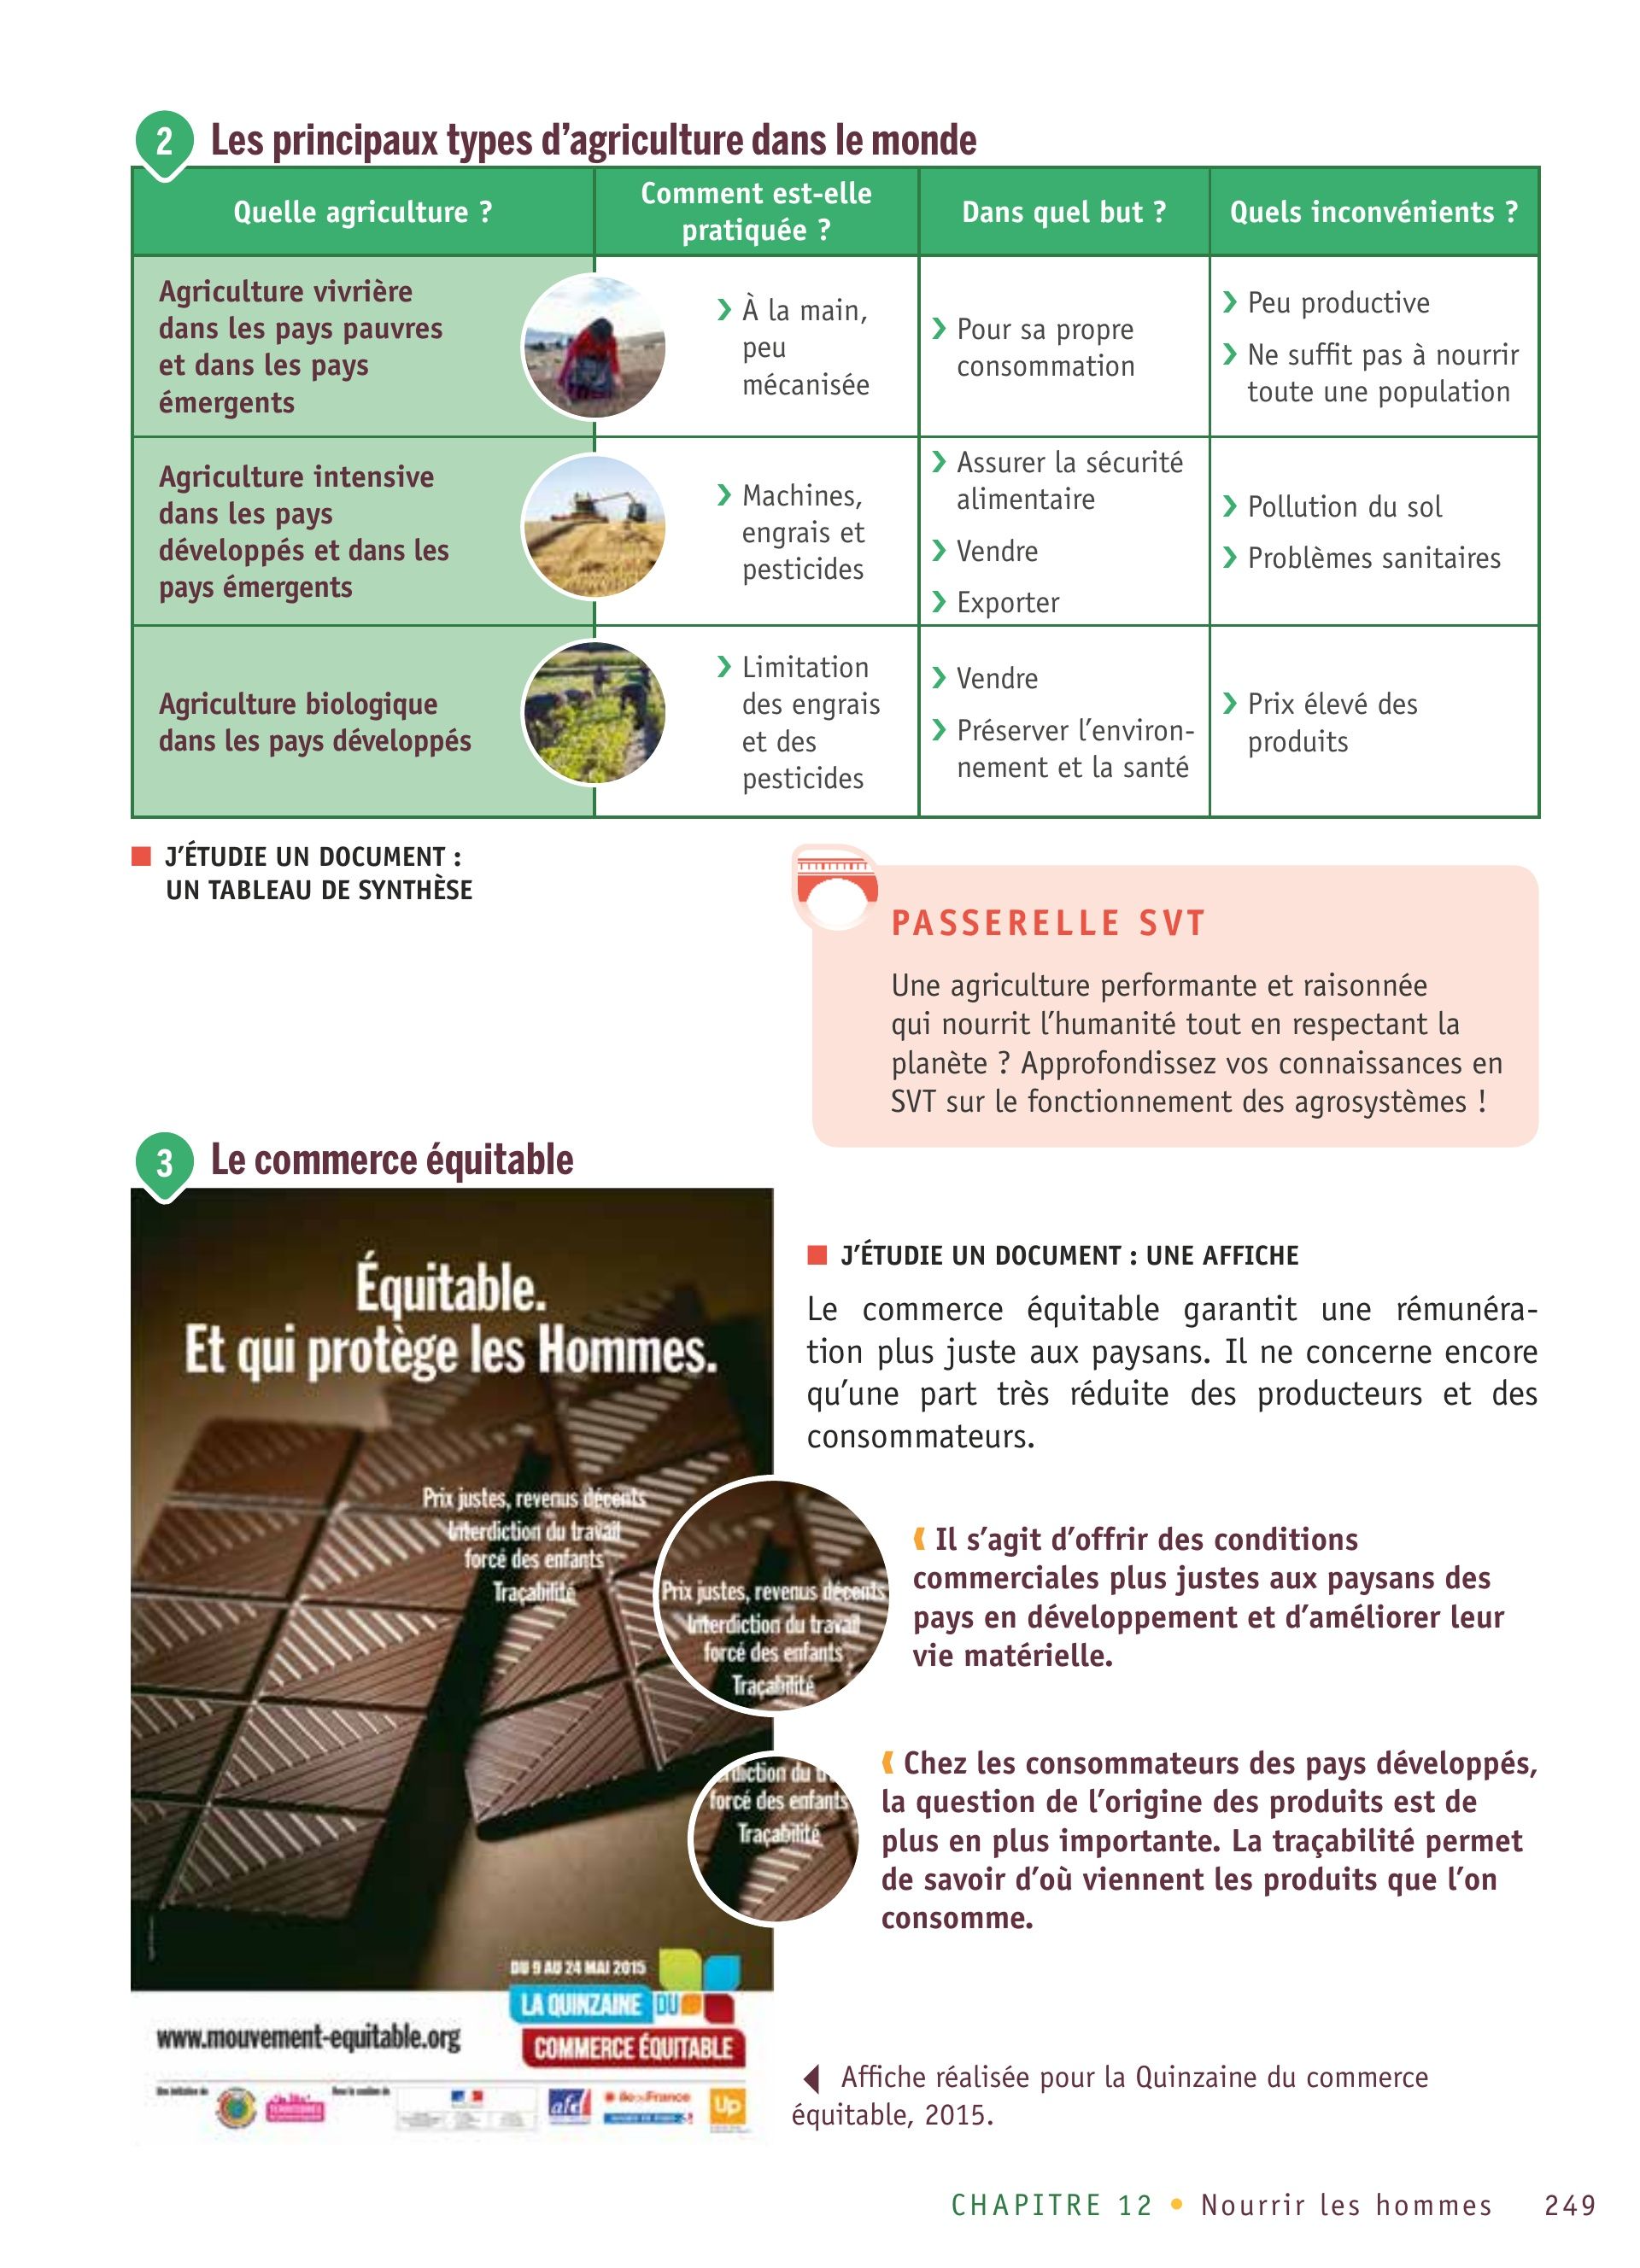 2
Les principaux types d'agriculture dans le monde
Quelle agriculture ?
Comment est-elle
pratiquée ?
Dans quel but ?
Quels inconvénients ?
Agriculture vivrière
dans les pays pauvres
et dans les pays
émergents
❯ À la main,
peu
mécanisée
❯ Pour sa propre
consommation
❯ Peu productive
❯ Ne suffit pas à nourrir
toute une population
Agriculture intensive
dans les pays
développés et dans les
pays émergents
❯ Machines,
engrais et
pesticides
❯ Assurer la sécurité
alimentaire
❯ Vendre
❯ Exporter
❯ Pollution du sol
❯ Problèmes sanitaires
Agriculture biologique
dans les pays développés
❯ Limitation
des engrais
et des
pesticides
❯ Vendre
❯ Préserver l'environ-
nement et la santé
❯ Prix élevé des
produits
■ J'ÉTUDIE UN DOCUMENT :
UN TABLEAU DE SYNTHÈSE
PASSERELLE SVT
Une agriculture performante et raisonnée
qui nourrit l'humanité tout en respectant la
planète ? Approfondissez vos connaissances en
SVT sur le fonctionnement des agrosystèmes !
3
Le commerce équitable
Équitable.
Et qui protège les Hommes.
Prix justes, revenus décents
Interdiction du travail
forcé des enfants
Traçabilité
DU 9 AU 24 MAI 2015
LA QUINZAINE DU
COMMERCE ÉQUITABLE
www.mouvement-equitable.org
afd
île de France
Up
■ J'ÉTUDIE UN DOCUMENT : UNE AFFICHE
Le commerce équitable garantit une rémunéra-
tion plus juste aux paysans. Il ne concerne encore
qu'une part très réduite des producteurs et des
consommateurs.
Prix justes, revenus décents
Interdiction du travail
forcé des enfants
Traçabilité
Il s'agit d'offrir des conditions
commerciales plus justes aux paysans des
pays en développement et d'améliorer leur
vie matérielle.
forcé des enfants
Traçabilité
Chez les consommateurs des pays développés,
la question de l'origine des produits est de
plus en plus importante. La traçabilité permet
de savoir d'où viennent les produits que l'on
consomme.
◀ Affiche réalisée pour la Quinzaine du commerce
équitable, 2015.
CHAPITRE 12 • Nourrir les hommes 249